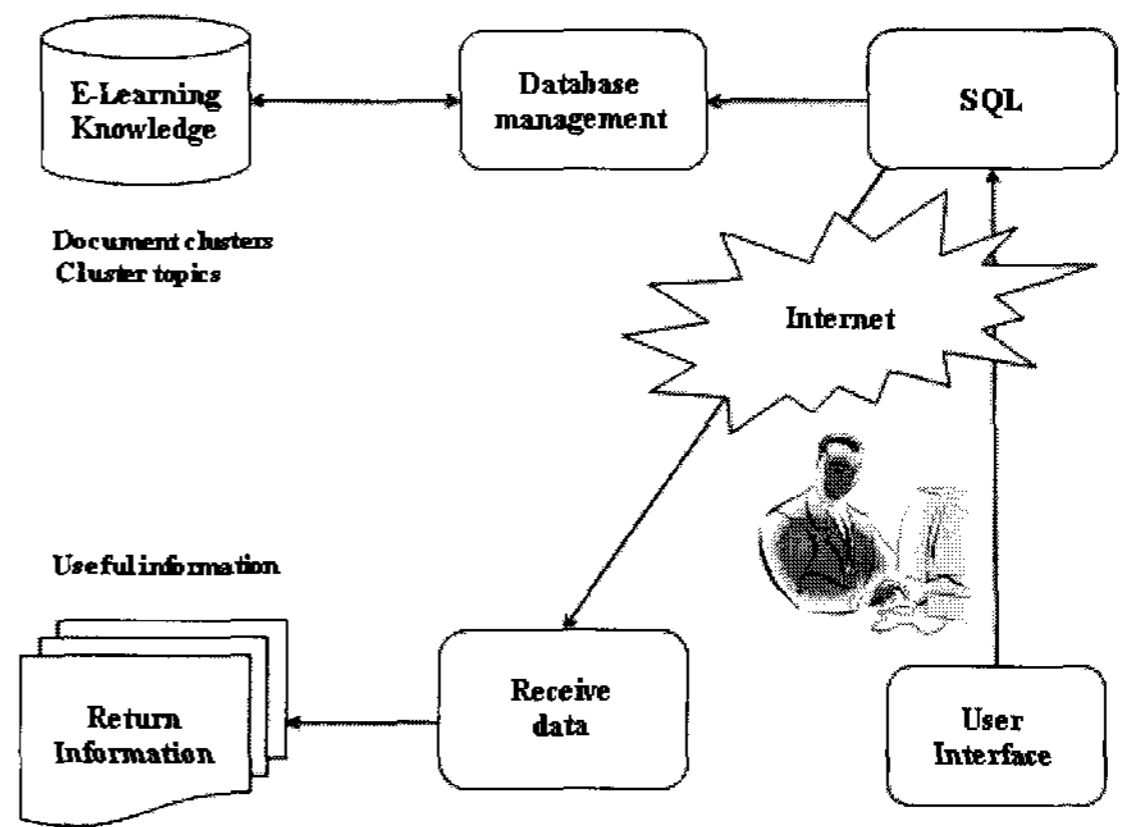 E-Learning
Knowledge
Database
management
SQL
Document clusters
Cluster topics
Internet
Useful information
Return
Information
Receive
data
User
Interface